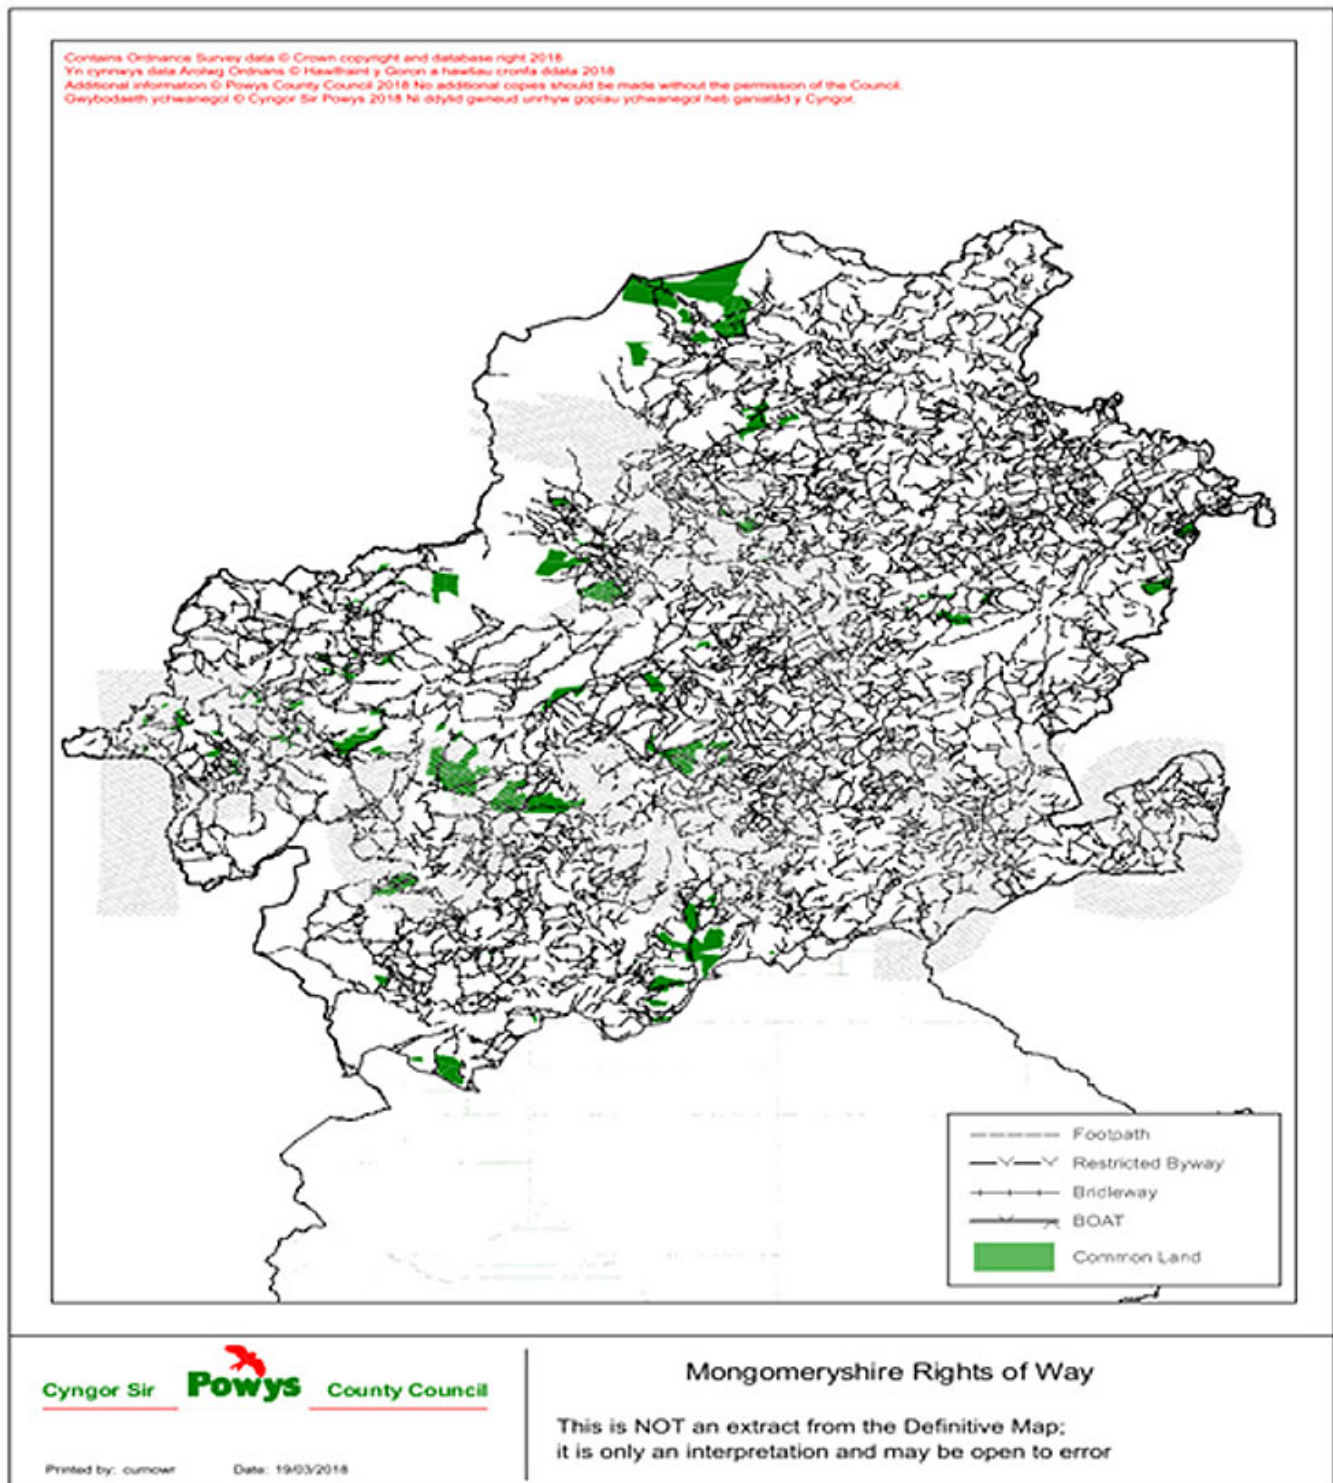 Contains Ordnance Survey data © Crown copyright and database right 2018
Yn cynnwys data Arolwg Ordnans © Hawlfraint y Goron a hawliau cronfa ddata 2018
Additional information © Powys County Council 2018 No additional copies should be made without the permission of the Council.
Gwybodaeth ychwanegol © Cyngor Sir Powys 2018 Ni ddylid gwneud unrhyw gopïau ychwanegol heb ganiatâd y Cyngor.
Footpath
Restricted Byway
Bridleway
BOAT
Common Land
Cyngor Sir Powys County Council
Printed by: curnowr Date: 19/03/2018
Mongomeryshire Rights of Way
This is NOT an extract from the Definitive Map;
it is only an interpretation and may be open to error